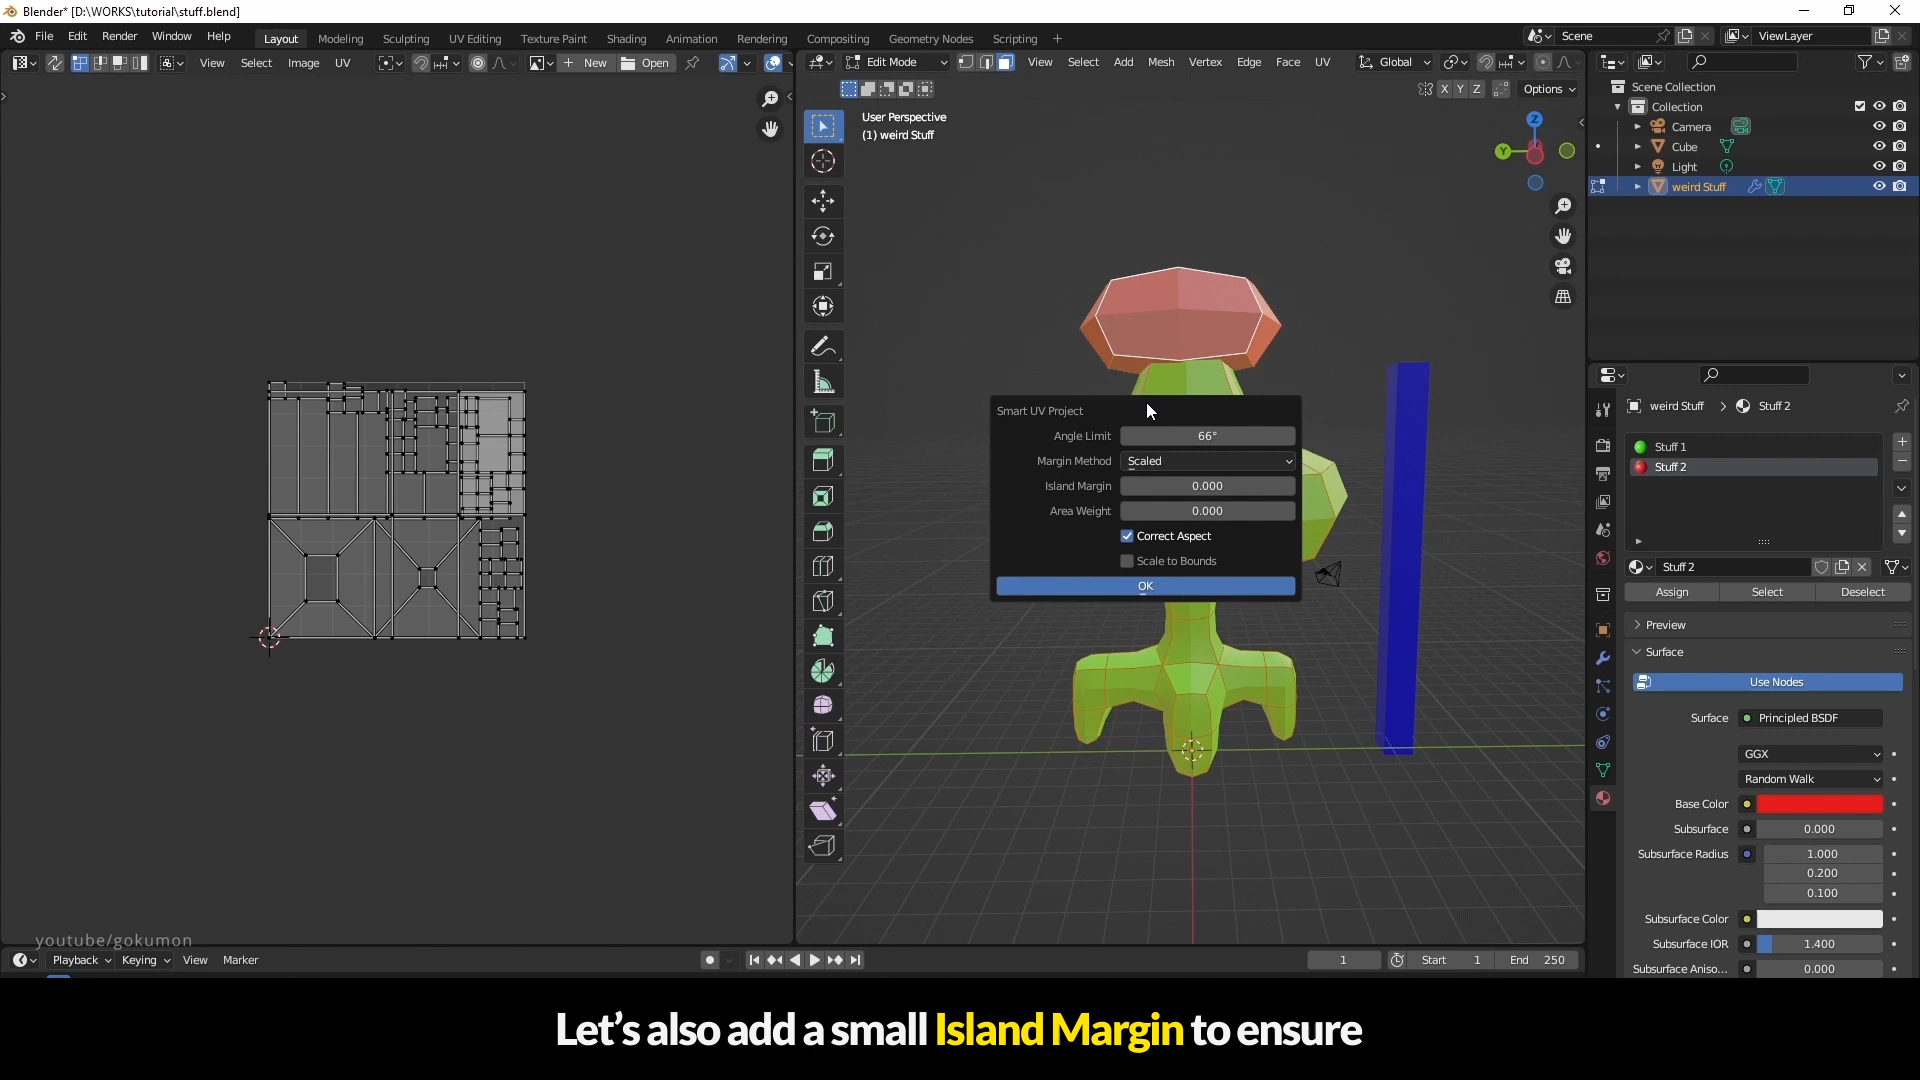 Blender* [D:\WORKS\tutorial\stuff.blend]
File Edit Render Window Help Layout Modeling Sculpting UV Editing Texture Paint Shading Animation Rendering Compositing Geometry Nodes Scripting + Scene ViewLayer
View Select Image UV New Open Edit Mode View Select Add Mesh Vertex Edge Face UV Global
X Y Z Options
User Perspective
(1) weird Stuff
Z
Y
Scene Collection
Collection
Camera
Cube
Light
weird Stuff
Smart UV Project
Angle Limit 66°
Margin Method Scaled
Island Margin 0.000
Area Weight 0.000
Correct Aspect
Scale to Bounds
OK
weird Stuff > Stuff 2
Stuff 1
Stuff 2
Stuff 2
Assign Select Deselect
Preview
Surface
Use Nodes
Surface Principled BSDF
GGX
Random Walk
Base Color
Subsurface 0.000
Subsurface Radius 1.000
0.200
0.100
Subsurface Color
Subsurface IOR 1.400
Subsurface Aniso... 0.000
youtube/gokumon
Playback Keying View Marker 1 Start 1 End 250
Let's also add a small Island Margin to ensure